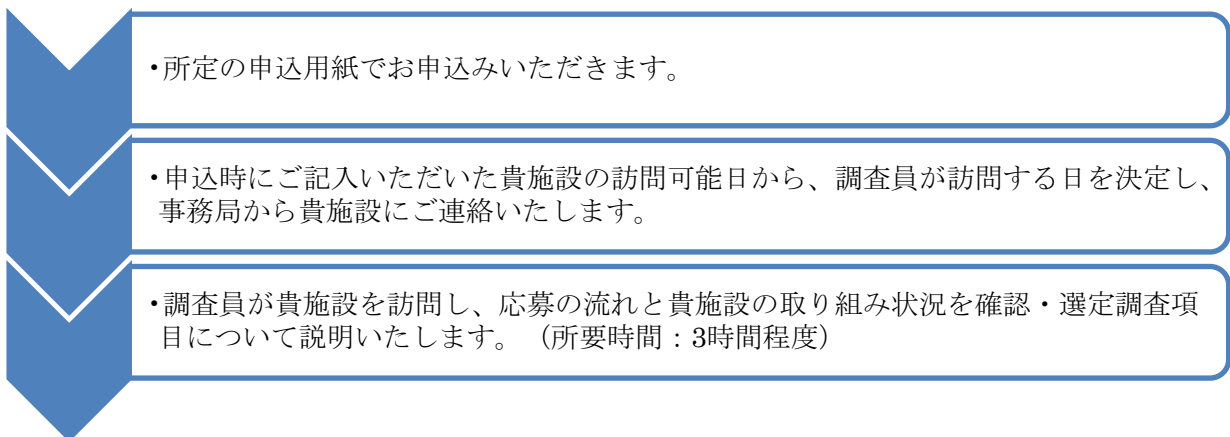 ・所定の申込用紙でお申込みいただきます。
・申込時にご記入いただいた貴施設の訪問可能日から、調査員が訪問する日を決定し、
事務局から貴施設にご連絡いたします。
・調査員が貴施設を訪問し、応募の流れと貴施設の取り組み状況を確認・選定調査項
目について説明いたします。（所要時間：3時間程度）